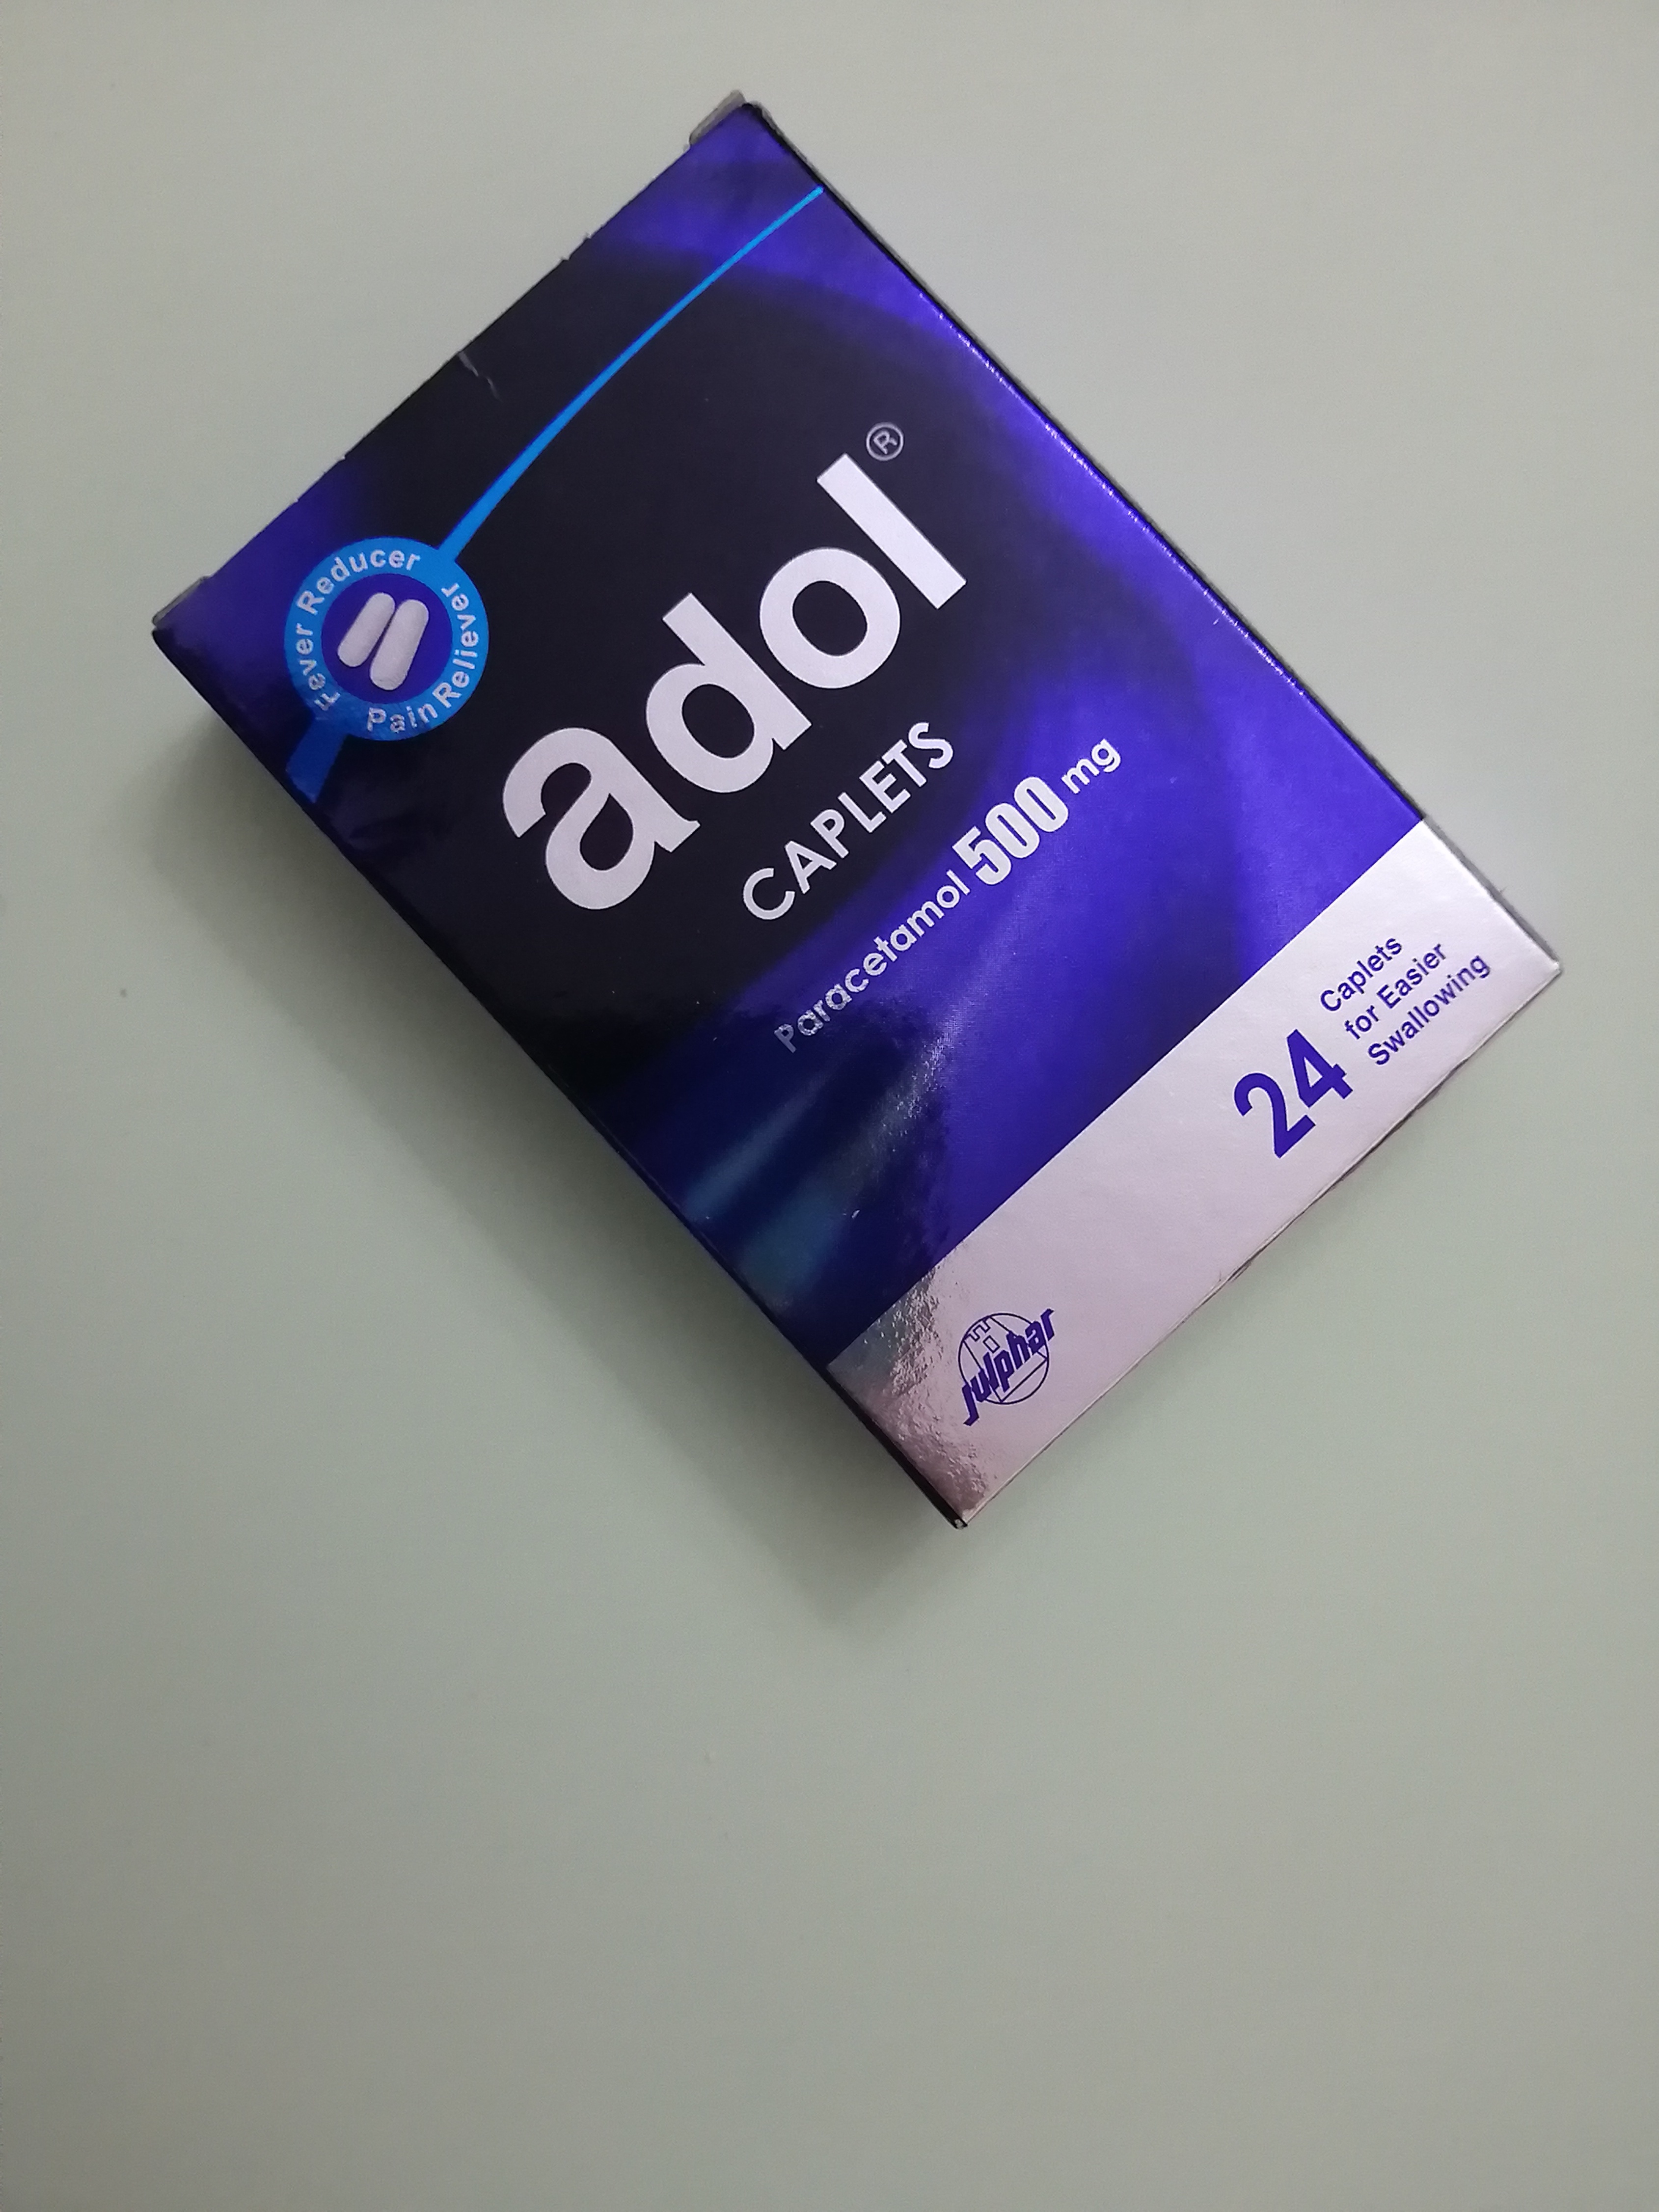 Fever Reducer
Pain Reliever
adol®
CAPLETS
Paracetamol 500 mg
24 Caplets
for Easier
Swallowing
julphar